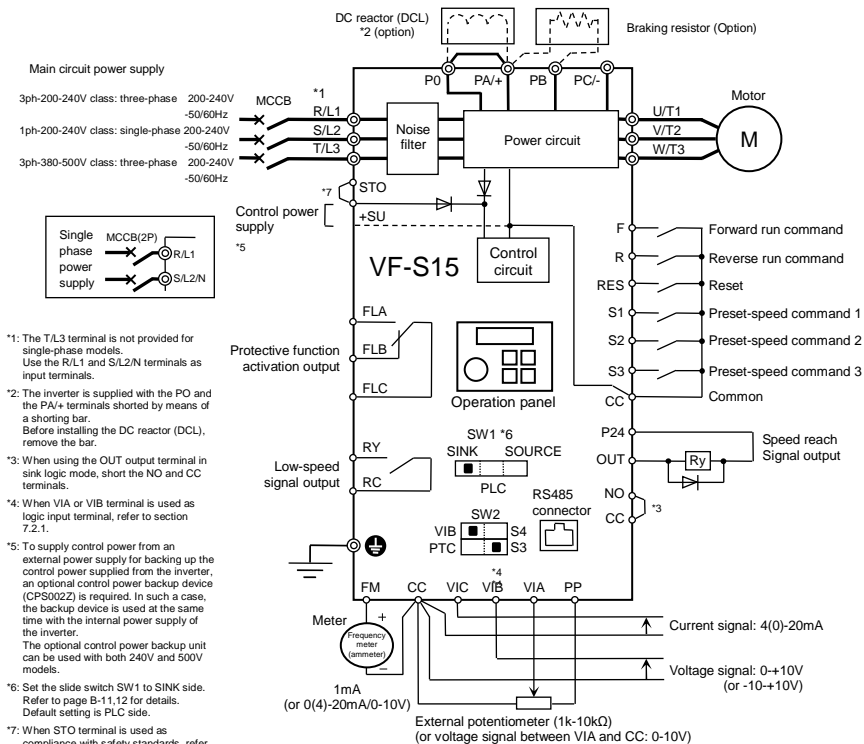 DC reactor (DCL)
*2 (option)
Braking resistor (Option)
Main circuit power supply
3ph-200-240V class: three-phase 200-240V
-50/60Hz
1ph-200-240V class: single-phase 200-240V
-50/60Hz
3ph-380-500V class: three-phase 200-240V
-50/60Hz
MCCB
*1
R/L1
S/L2
T/L3
P0
PA/+
PB
PC/-
Noise
filter
Power circuit
U/T1
V/T2
W/T3
Motor
M
*7
STO
Control power
supply
*5
+SU
Control
circuit
VF-S15
Single
phase
power
supply
MCCB(2P)
R/L1
S/L2/N
F
Forward run command
R
Reverse run command
RES
Reset
S1
Preset-speed command 1
S2
Preset-speed command 2
S3
Preset-speed command 3
CC
Common
FLA
FLB
FLC
Protective function
activation output
Operation panel
P24
OUT
Ry
Speed reach
Signal output
NO
CC
*3
RY
RC
Low-speed
signal output
SW1 *6
SINK
SOURCE
PLC
SW2
VIB
S4
PTC
S3
RS485
connector
*4
FM
CC
VIC
VIB
VIA
PP
Meter
+
Frequency
meter
(ammeter)
−
1mA
(or 0(4)-20mA/0-10V)
Current signal: 4(0)-20mA
Voltage signal: 0-+10V
(or -10-+10V)
External potentiometer (1k-10kΩ)
(or voltage signal between VIA and CC: 0-10V)
*1: The T/L3 terminal is not provided for
single-phase models.
Use the R/L1 and S/L2/N terminals as
input terminals.
*2: The inverter is supplied with the PO and
the PA/+ terminals shorted by means of
a shorting bar.
Before installing the DC reactor (DCL),
remove the bar.
*3: When using the OUT output terminal in
sink logic mode, short the NO and CC
terminals.
*4: When VIA or VIB terminal is used as
logic input terminal, refer to section
7.2.1.
*5: To supply control power from an
external power supply for backing up the
control power supplied from the inverter,
an optional control power backup device
(CPS002Z) is required. In such a case,
the backup device is used at the same
time with the internal power supply of
the inverter.
The optional control power backup unit
can be used with both 240V and 500V
models.
*6: Set the slide switch SW1 to SINK side.
Refer to page B-11,12 for details.
Default setting is PLC side.
*7: When STO terminal is used as
compliance with safety standards, refer